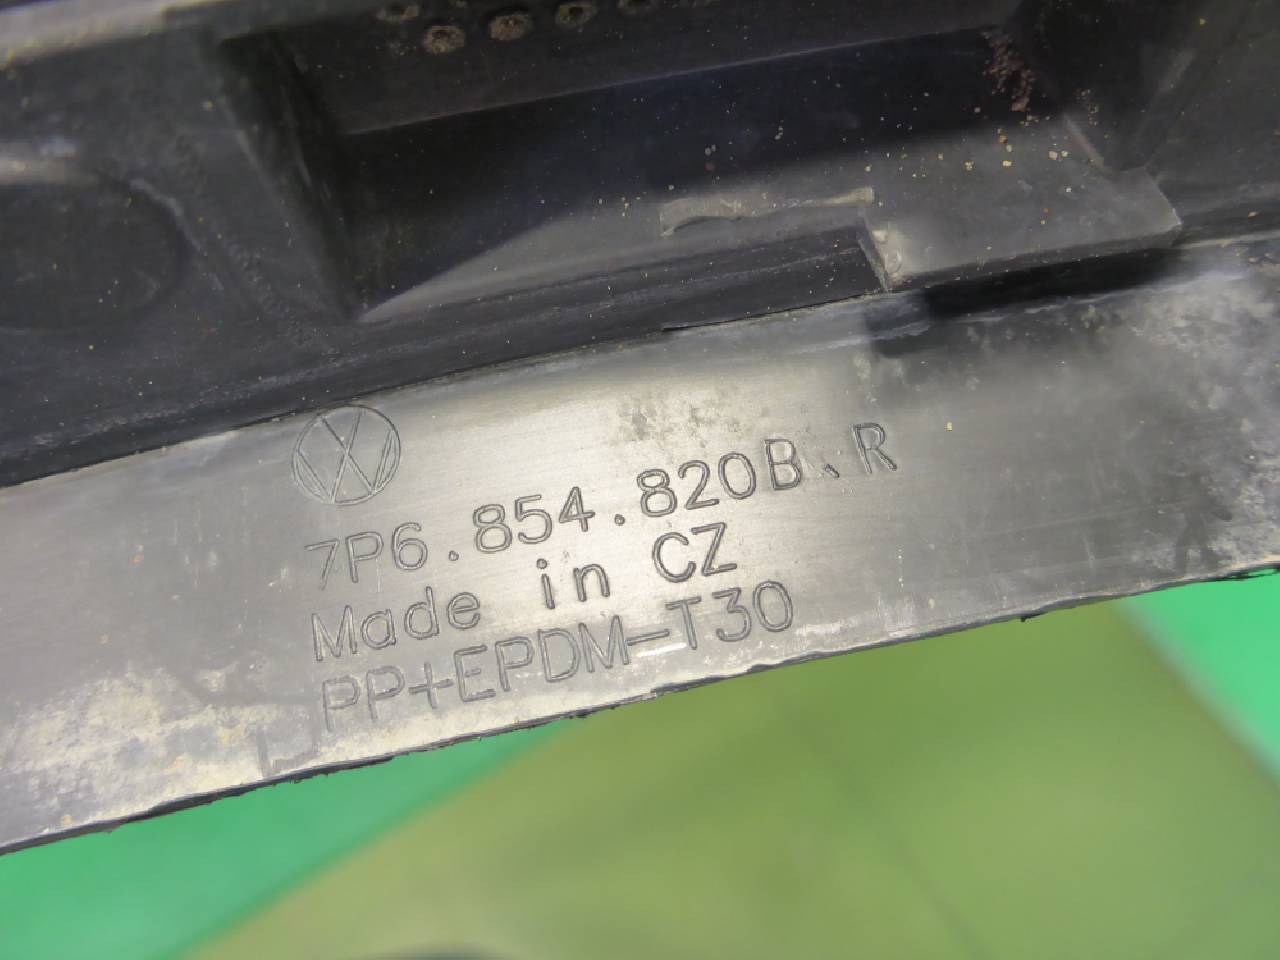 7P6.854.820B R
Made in CZ
PP+EPDM-T30